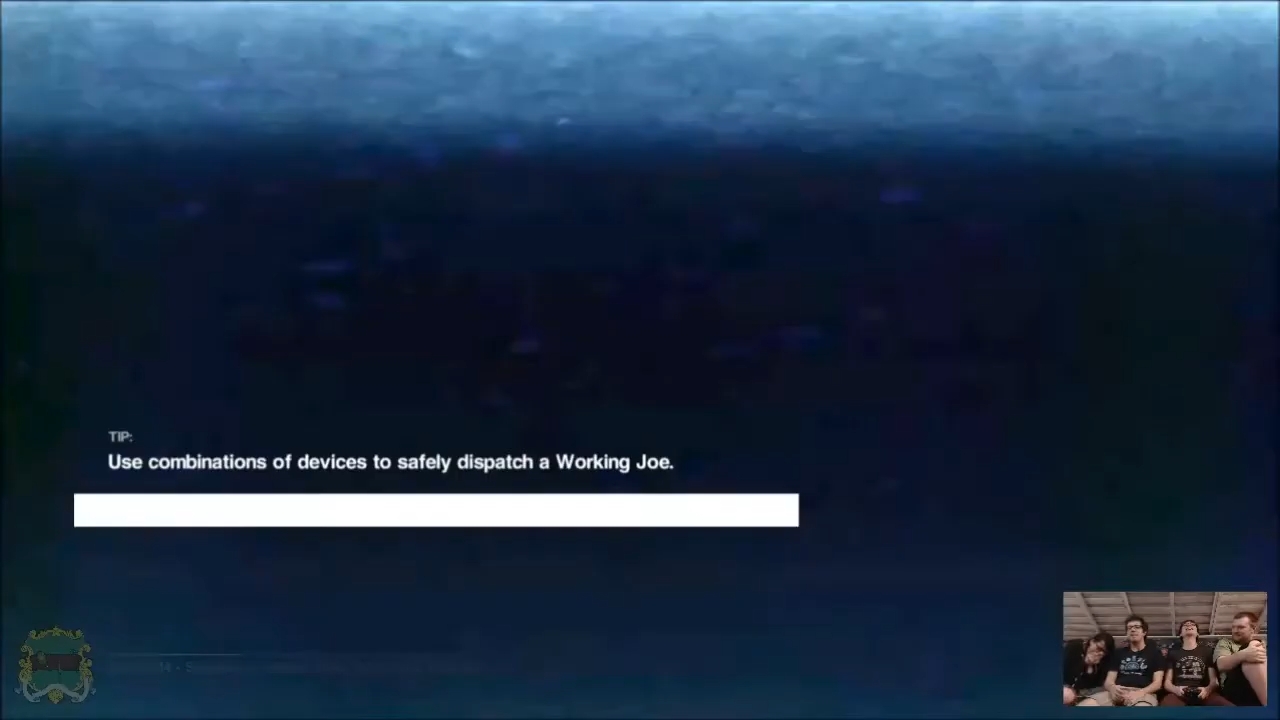 TIP:
Use combinations of devices to safely dispatch a Working Joe.